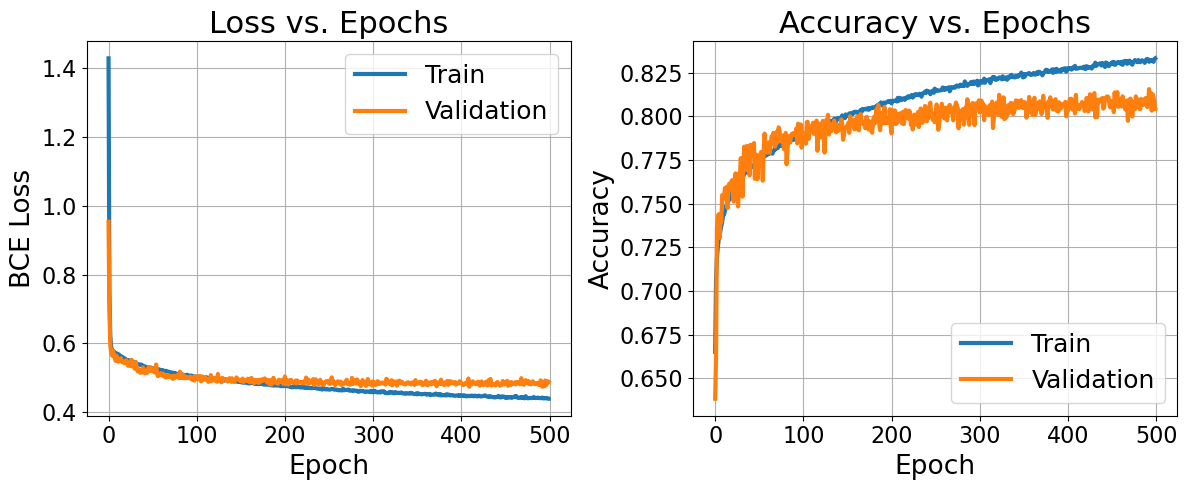 Loss vs. Epochs
BCE Loss
1.4
1.2
1.0
0.8
0.6
0.4
0
100
200
300
400
500
Epoch
Train
Validation
Accuracy vs. Epochs
Accuracy
0.825
0.800
0.775
0.750
0.725
0.700
0.675
0.650
0
100
200
300
400
500
Epoch
Train
Validation